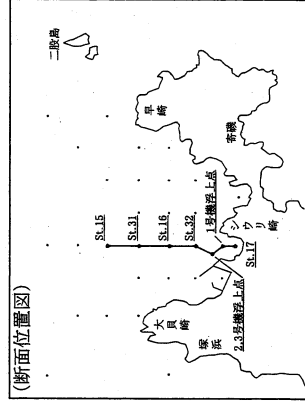 (断面位置図)
二股島
早崎
寄磯
St.15
St.31
St.16
St.32
1号機浮上点
シウリ崎
St.17
2,3号機浮上点
大貝崎
塚浜